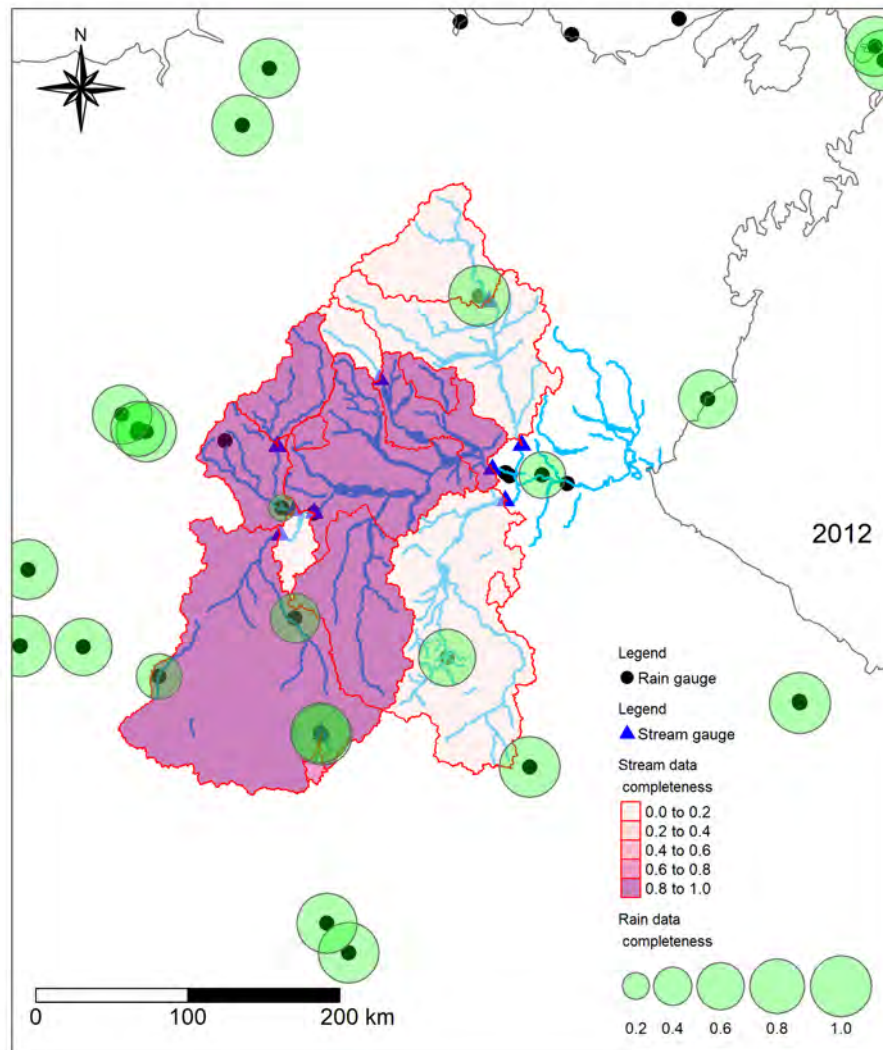 N
2012
Legend
Rain gauge
Legend
Stream gauge
Stream data
completeness
0.0 to 0.2
0.2 to 0.4
0.4 to 0.6
0.6 to 0.8
0.8 to 1.0
Rain data
completeness
0.2 0.4 0.6 0.8 1.0
0 100 200 km